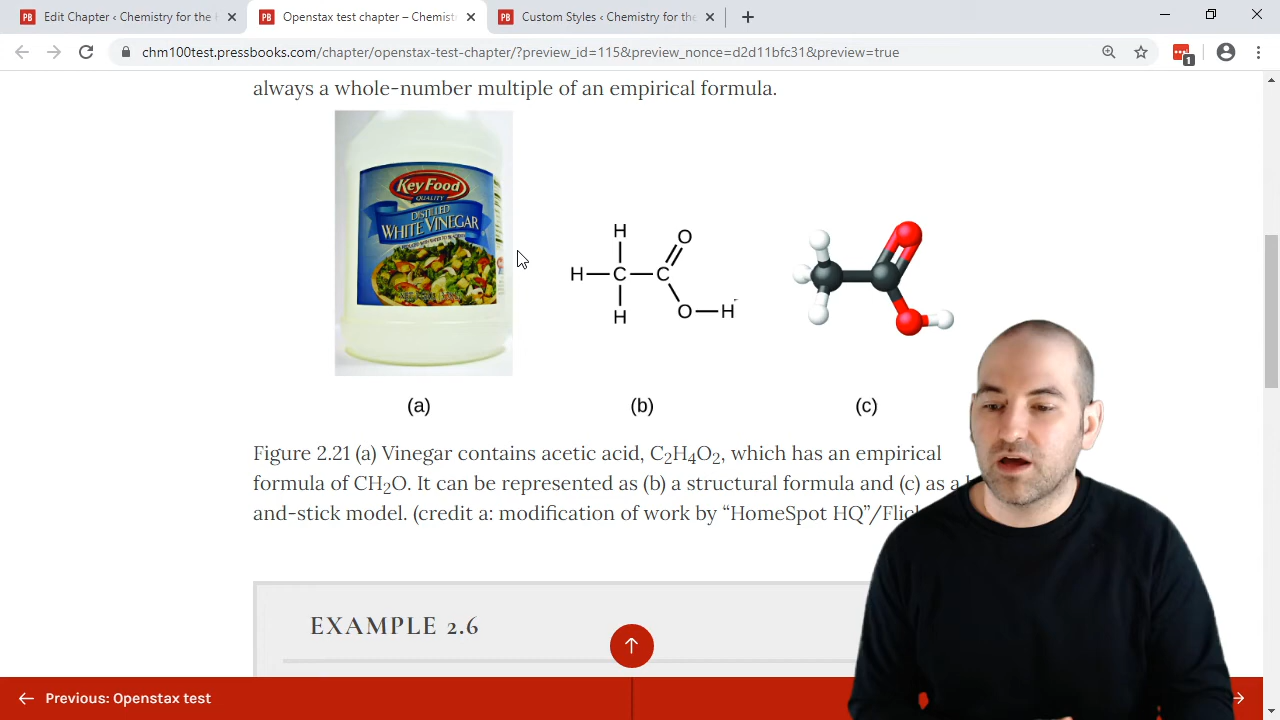 Edit Chapter ‹ Chemistry for the
Openstax test chapter – Chemist
Custom Styles ‹ Chemistry for the
chm100test.pressbooks.com/chapter/openstax-test-chapter/?preview_id=115&preview_nonce=d2d11bfc31&preview=true
1
always a whole-number multiple of an empirical formula.
Key Food
QUALITY
DISTILLED
WHITE VINEGAR
H O
H C C
H O H
(a) (b) (c)
Figure 2.21 (a) Vinegar contains acetic acid, C₂H₄O₂, which has an empirical
formula of CH₂O. It can be represented as (b) a structural formula and (c) as a
and-stick model. (credit a: modification of work by “HomeSpot HQ”/Flic
EXAMPLE 2.6
Previous: Openstax test